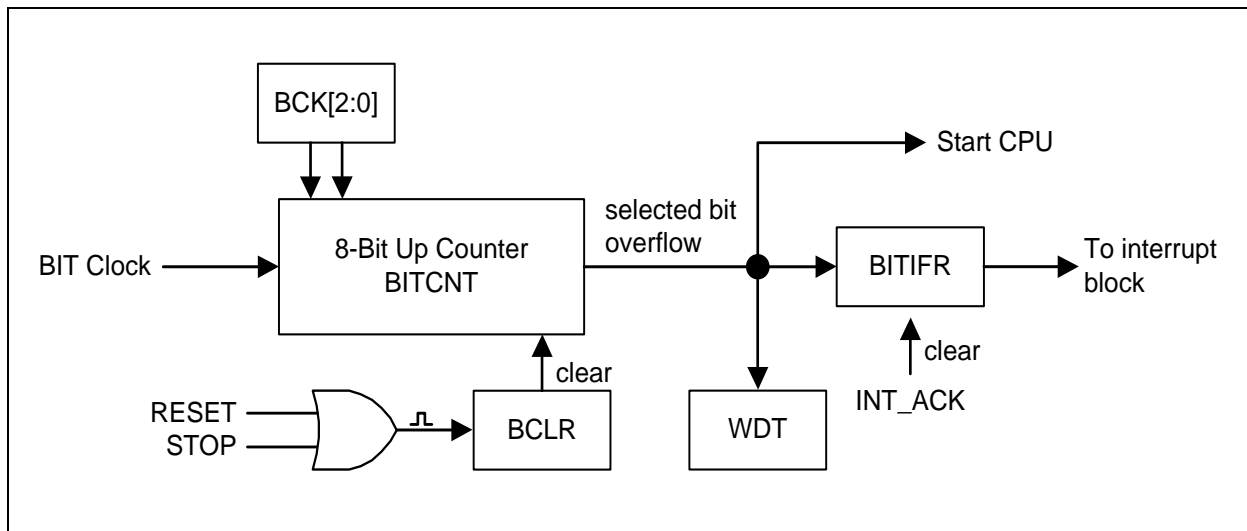 BCK[2:0]
Start CPU
selected bit
overflow
8-Bit Up Counter
BITCNT
BIT Clock
BITIFR
To interrupt
block
clear
clear
INT_ACK
RESET
STOP
BCLR
WDT